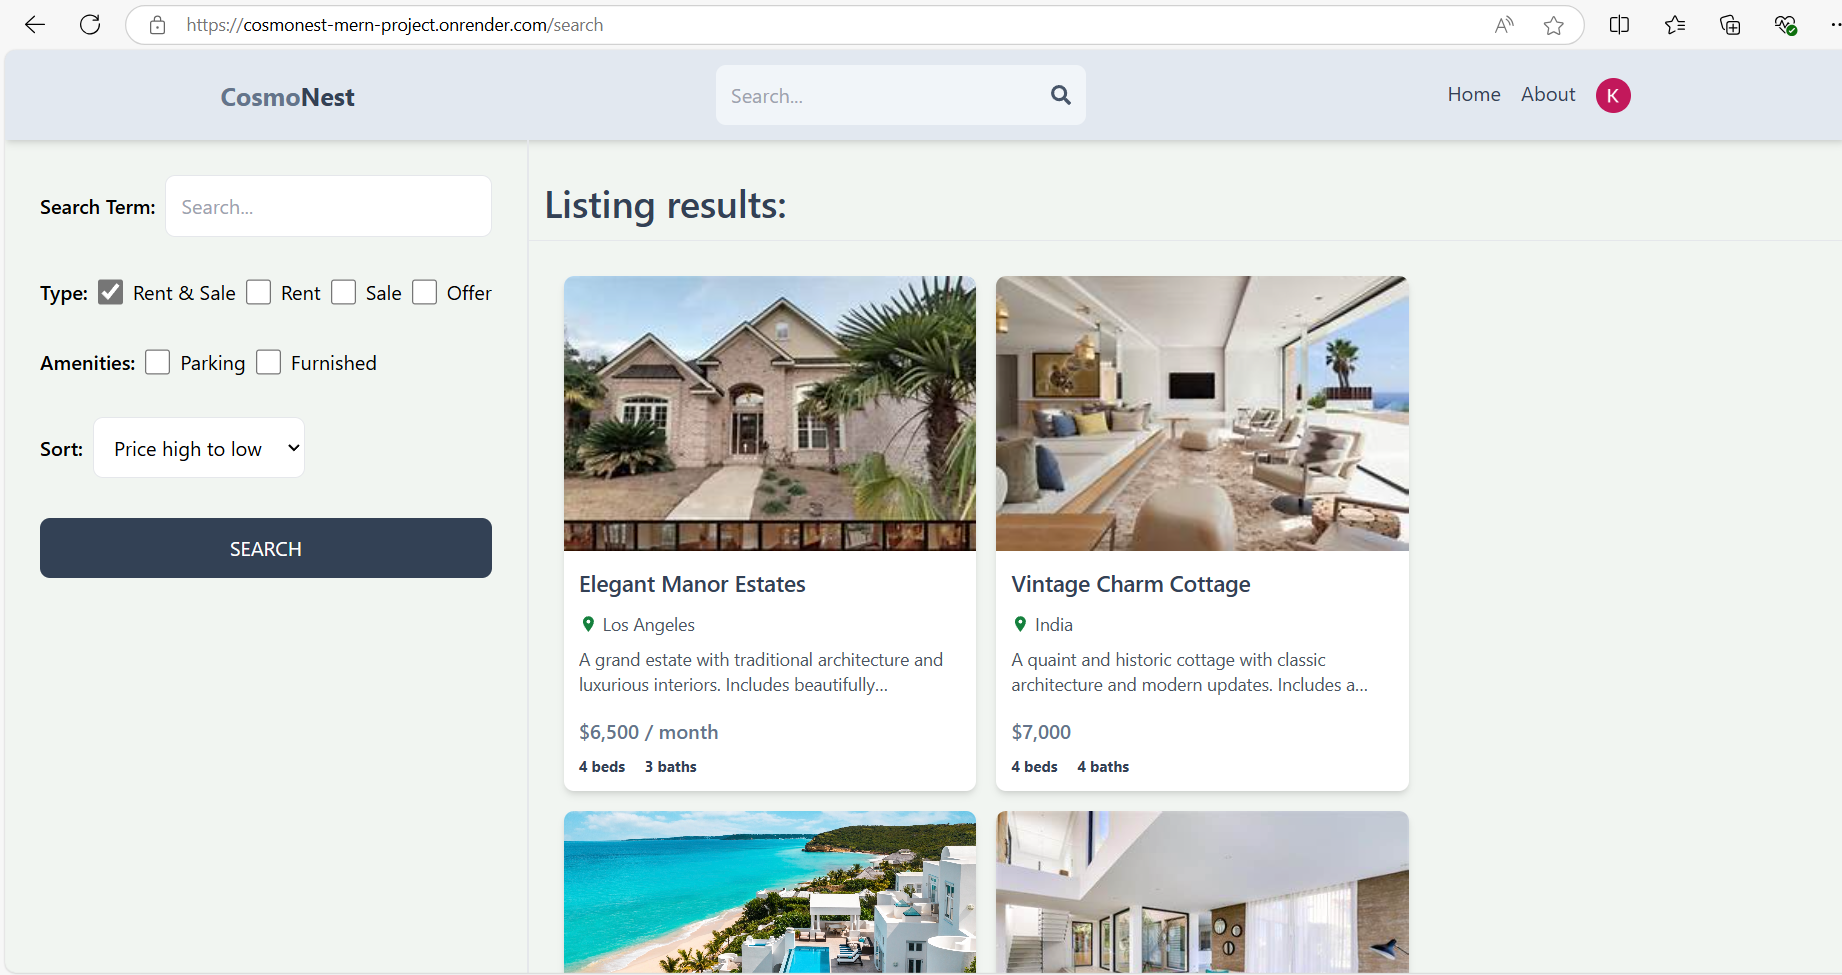 https://cosmonest-mern-project.onrender.com/search
CosmoNest
Search...
Home
About
K
Search Term:
Search...
Type:
Rent & Sale
Rent
Sale
Offer
Amenities:
Parking
Furnished
Sort:
Price high to low
SEARCH
Listing results:
Elegant Manor Estates
Los Angeles
A grand estate with traditional architecture and
luxurious interiors. Includes beautifully...
$6,500 / month
4 beds 3 baths
Vintage Charm Cottage
India
A quaint and historic cottage with classic
architecture and modern updates. Includes a...
$7,000
4 beds 4 baths